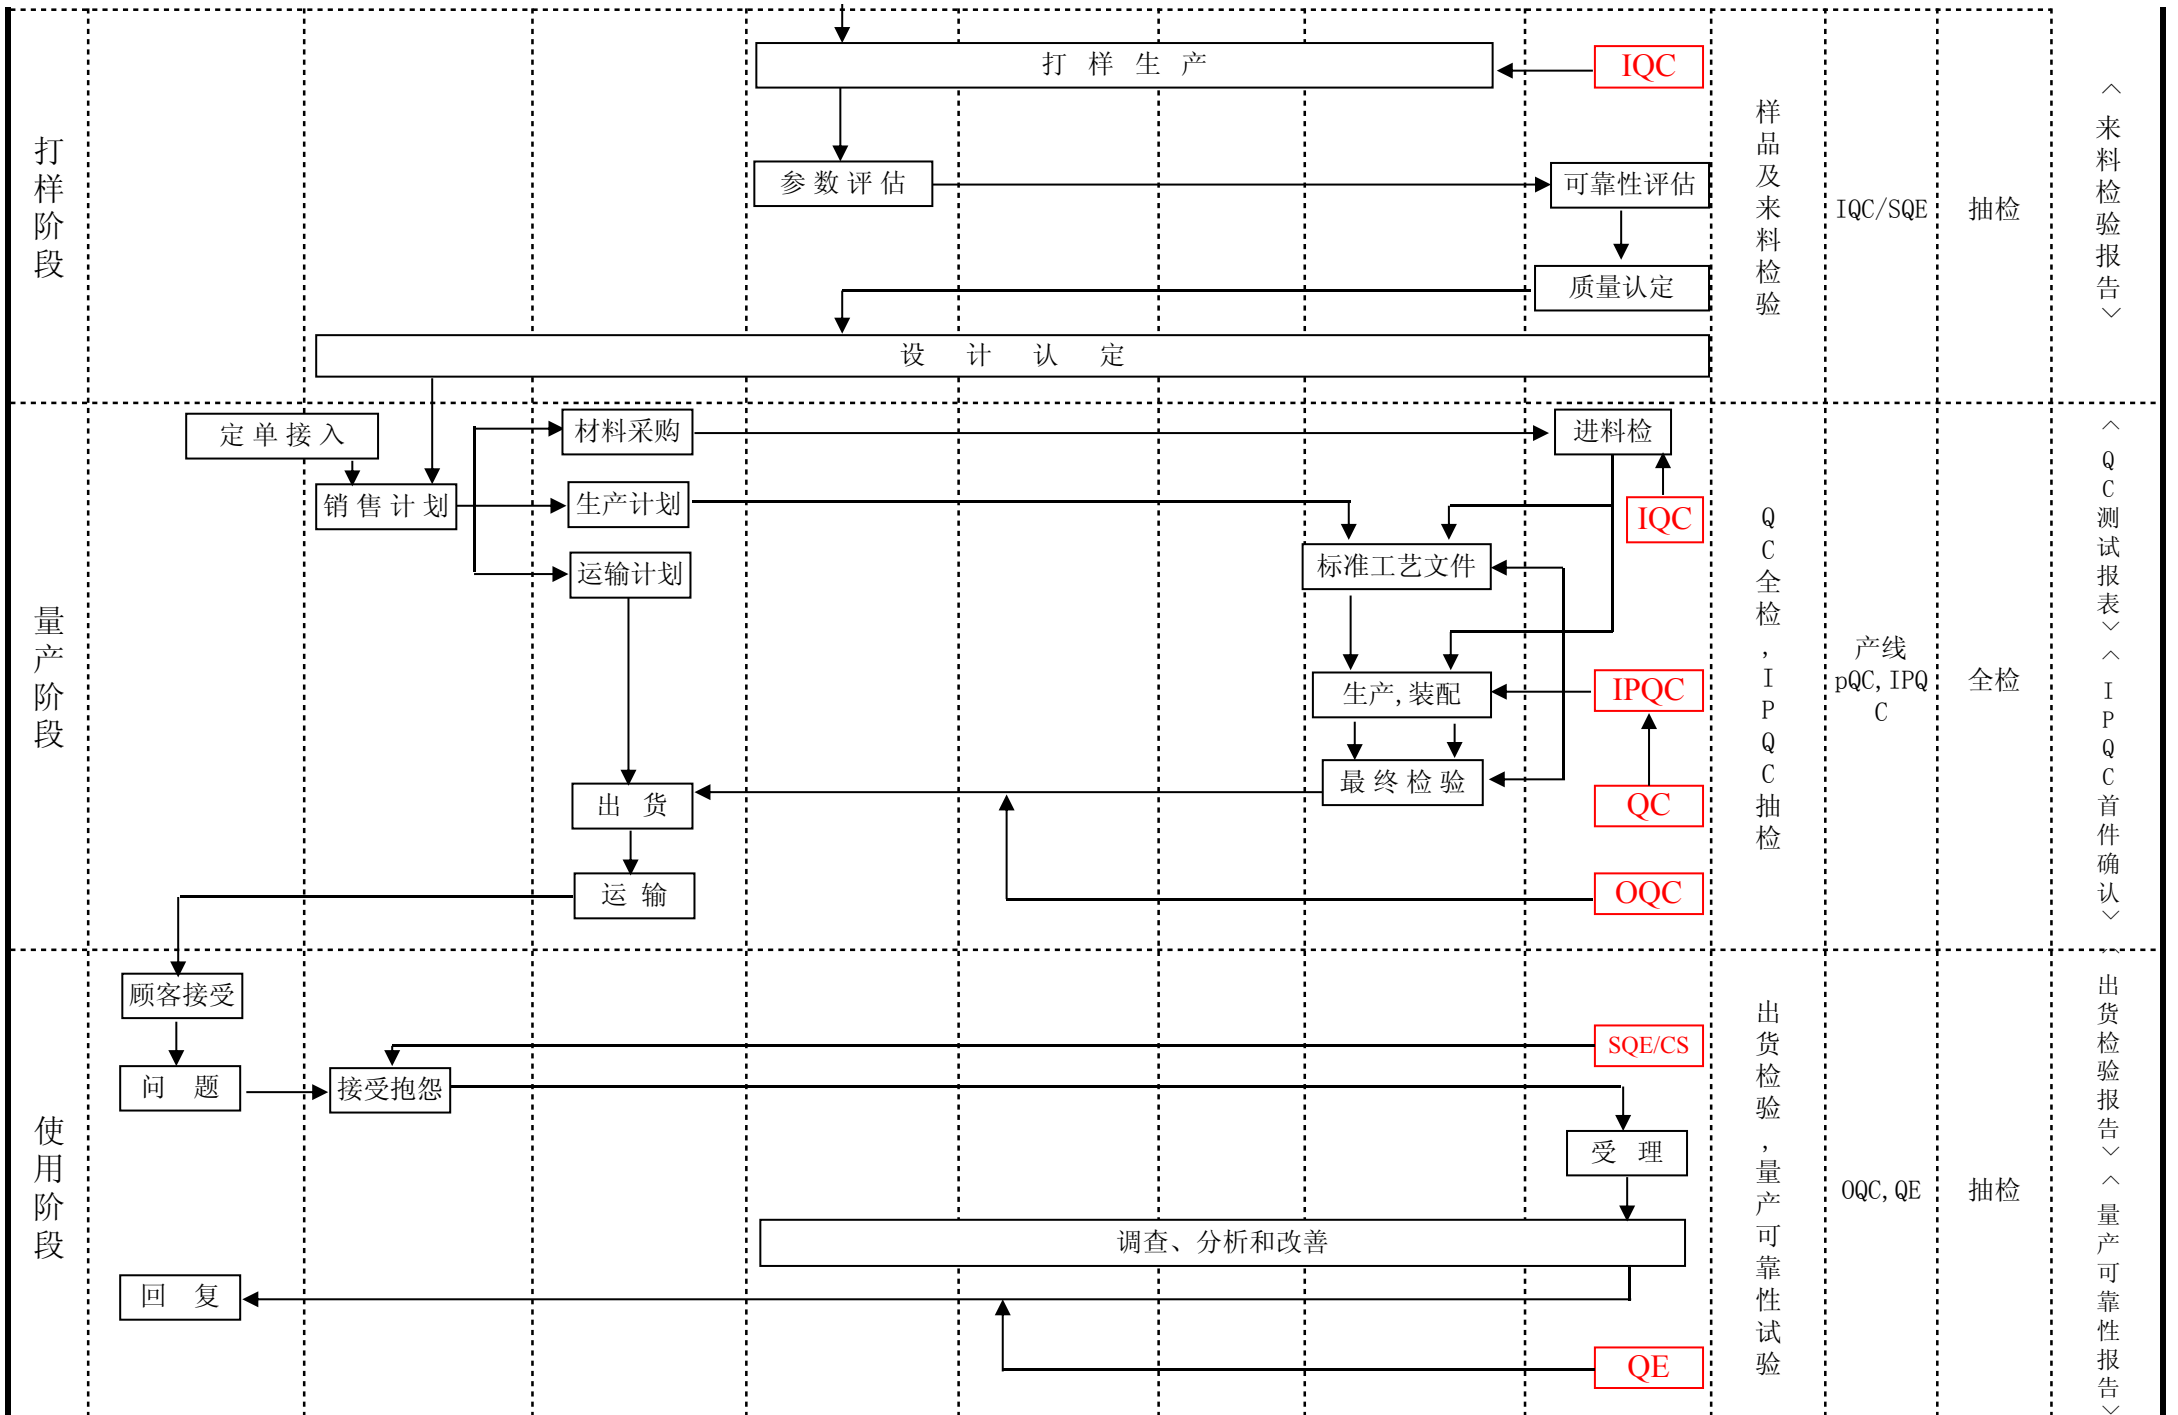 打样阶段
打 样 生 产
IQC
参 数 评 估
可靠性评估
质量认定
设 计 认 定
样品及来料检验
IQC/SQE
抽检
〈来料检验报告〉
量产阶段
定 单 接 入
销 售 计 划
材料采购
生产计划
运输计划
进料检
IQC
标准工艺文件
生产,装配
IPQC
最 终 检 验
QC
出 货
运 输
OQC
QC全检,IPQC抽检
产线
pQC,IPQ
C
全检
〈QC测试报表〉〈IPQC首件确认〉
使用阶段
顾客接受
问 题
接受抱怨
SQE/CS
受 理
调查、分析和改善
回 复
QE
出货检验,量产可靠性试验
OQC,QE
抽检
〈出货检验报告〉〈量产可靠性报告〉